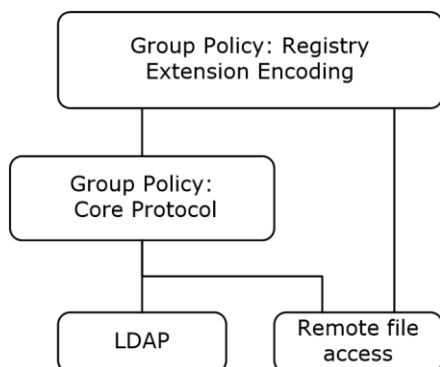 Group Policy: Registry
Extension Encoding
Group Policy:
Core Protocol
LDAP
Remote file
access